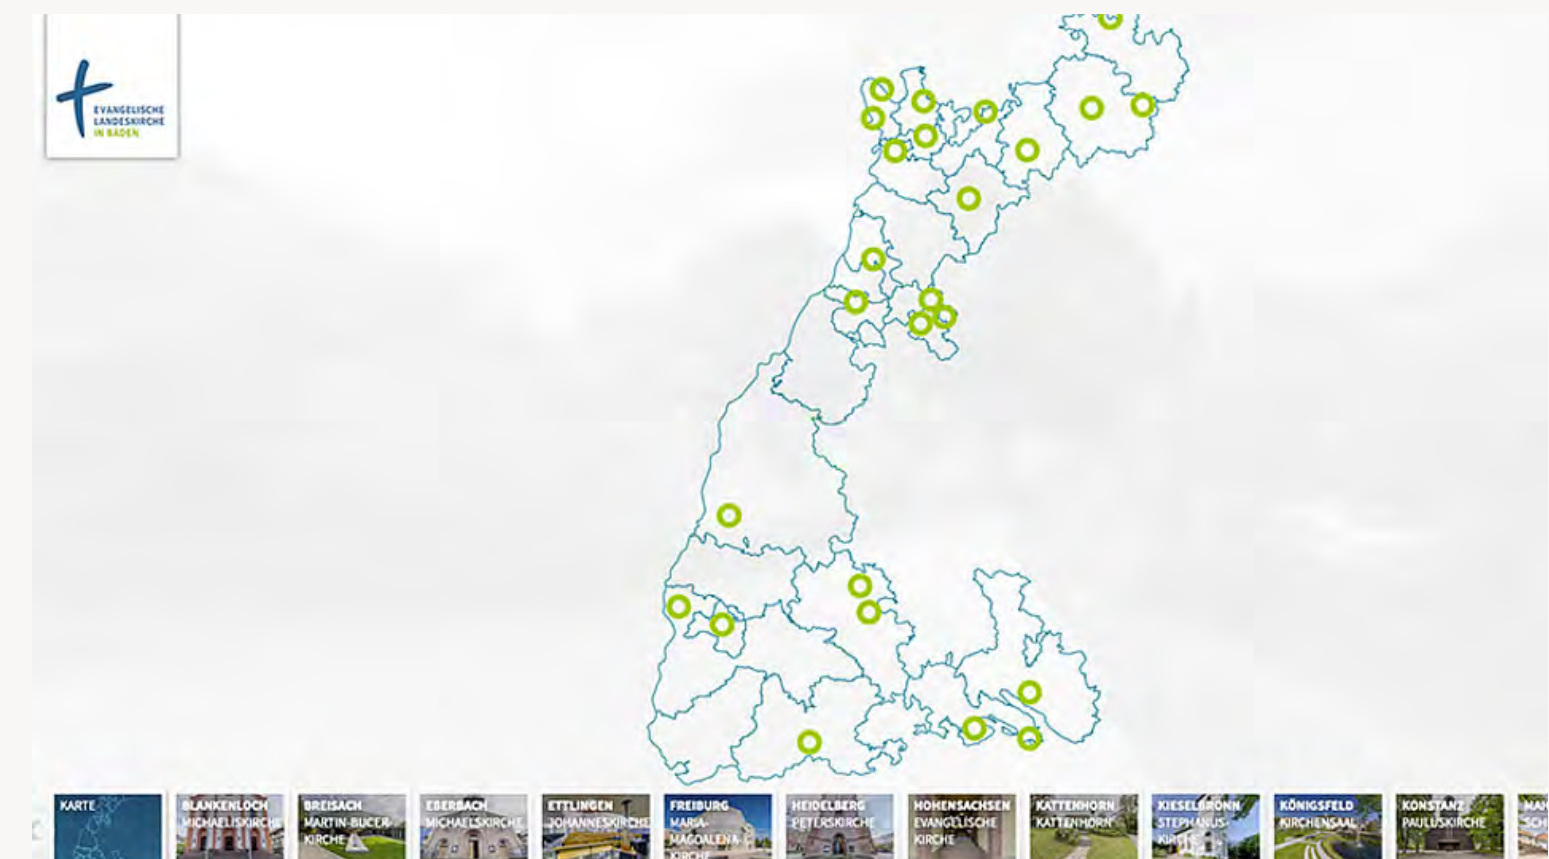 EVANGELISCHE
LANDESKIRCHE
IN BADEN
KARTE
BLANKENLOCH
MICHAELISKIRCHE
BREISACH
MARTIN-BUCER-
KIRCHE
EBERBACH
MICHAELSKIRCHE
ETTLINGEN
JOHANNESKIRCHE
FREIBURG
MARIA-
MAGDALENA-
KIRCHE
HEIDELBERG
PETERSKIRCHE
HOHENSACHSEN
EVANGELISCHE
KIRCHE
KATTENHORN
KATTENHORN
KIESELBRONN
STEPHANUS-
KIRCHE
KÖNIGSFELD
KIRCHENSAAL
KONSTANZ
PAULUSKIRCHE